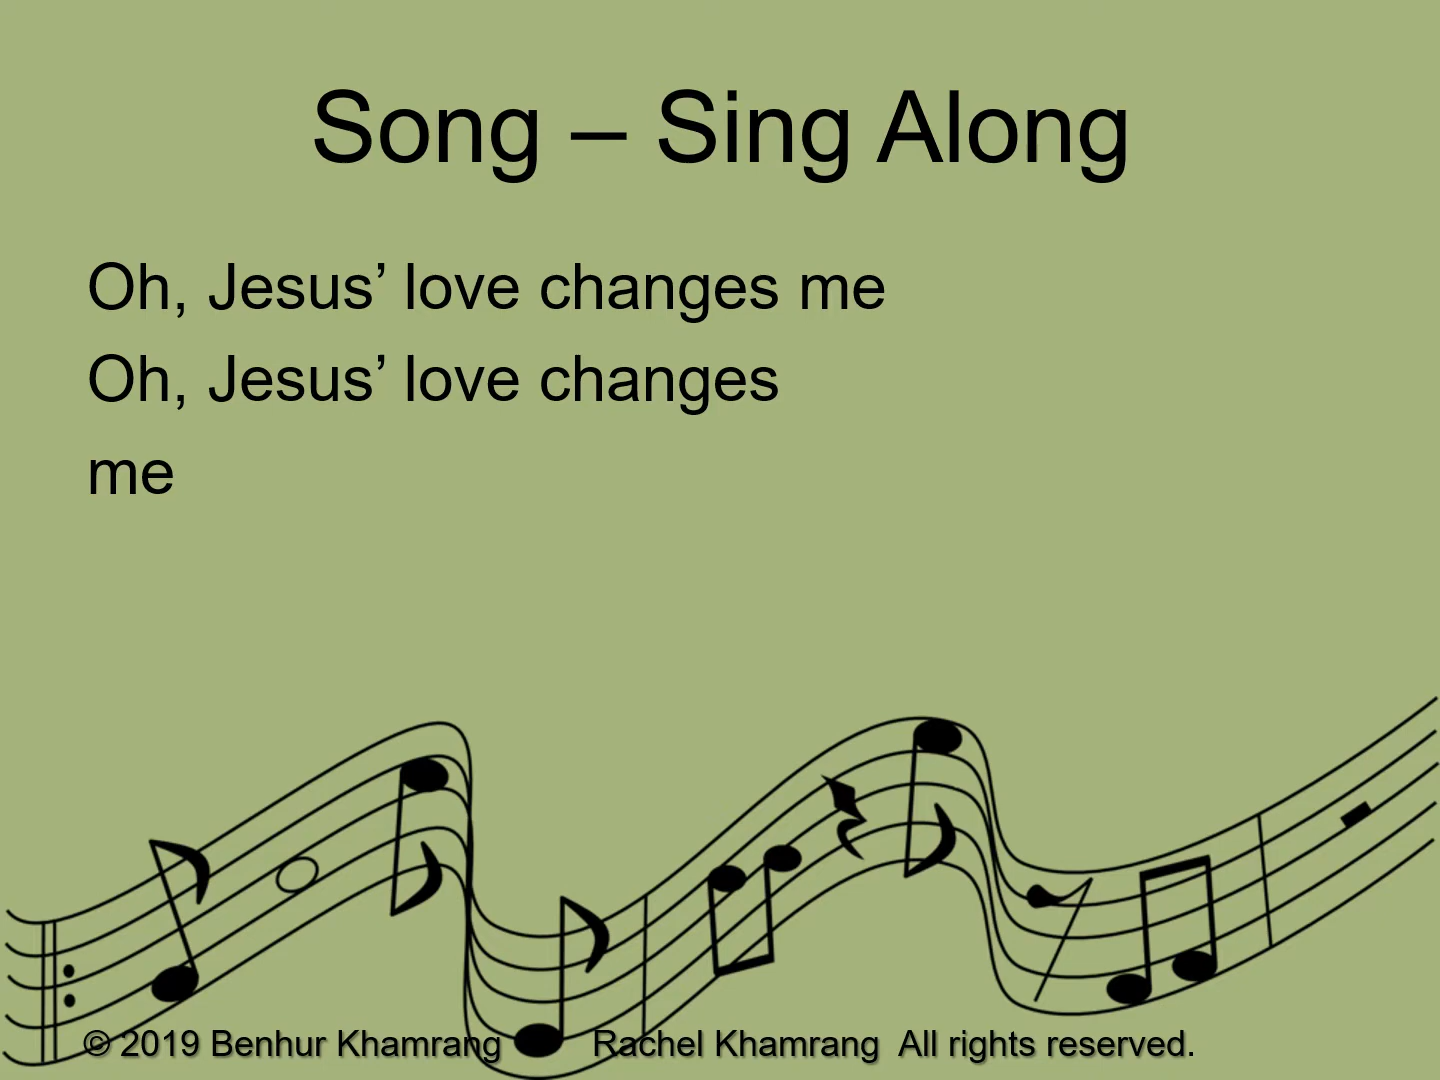 Song – Sing Along
Oh, Jesus’ love changes me
Oh, Jesus’ love changes
me
© 2019 Benhur Khamrang Rachel Khamrang All rights reserved.